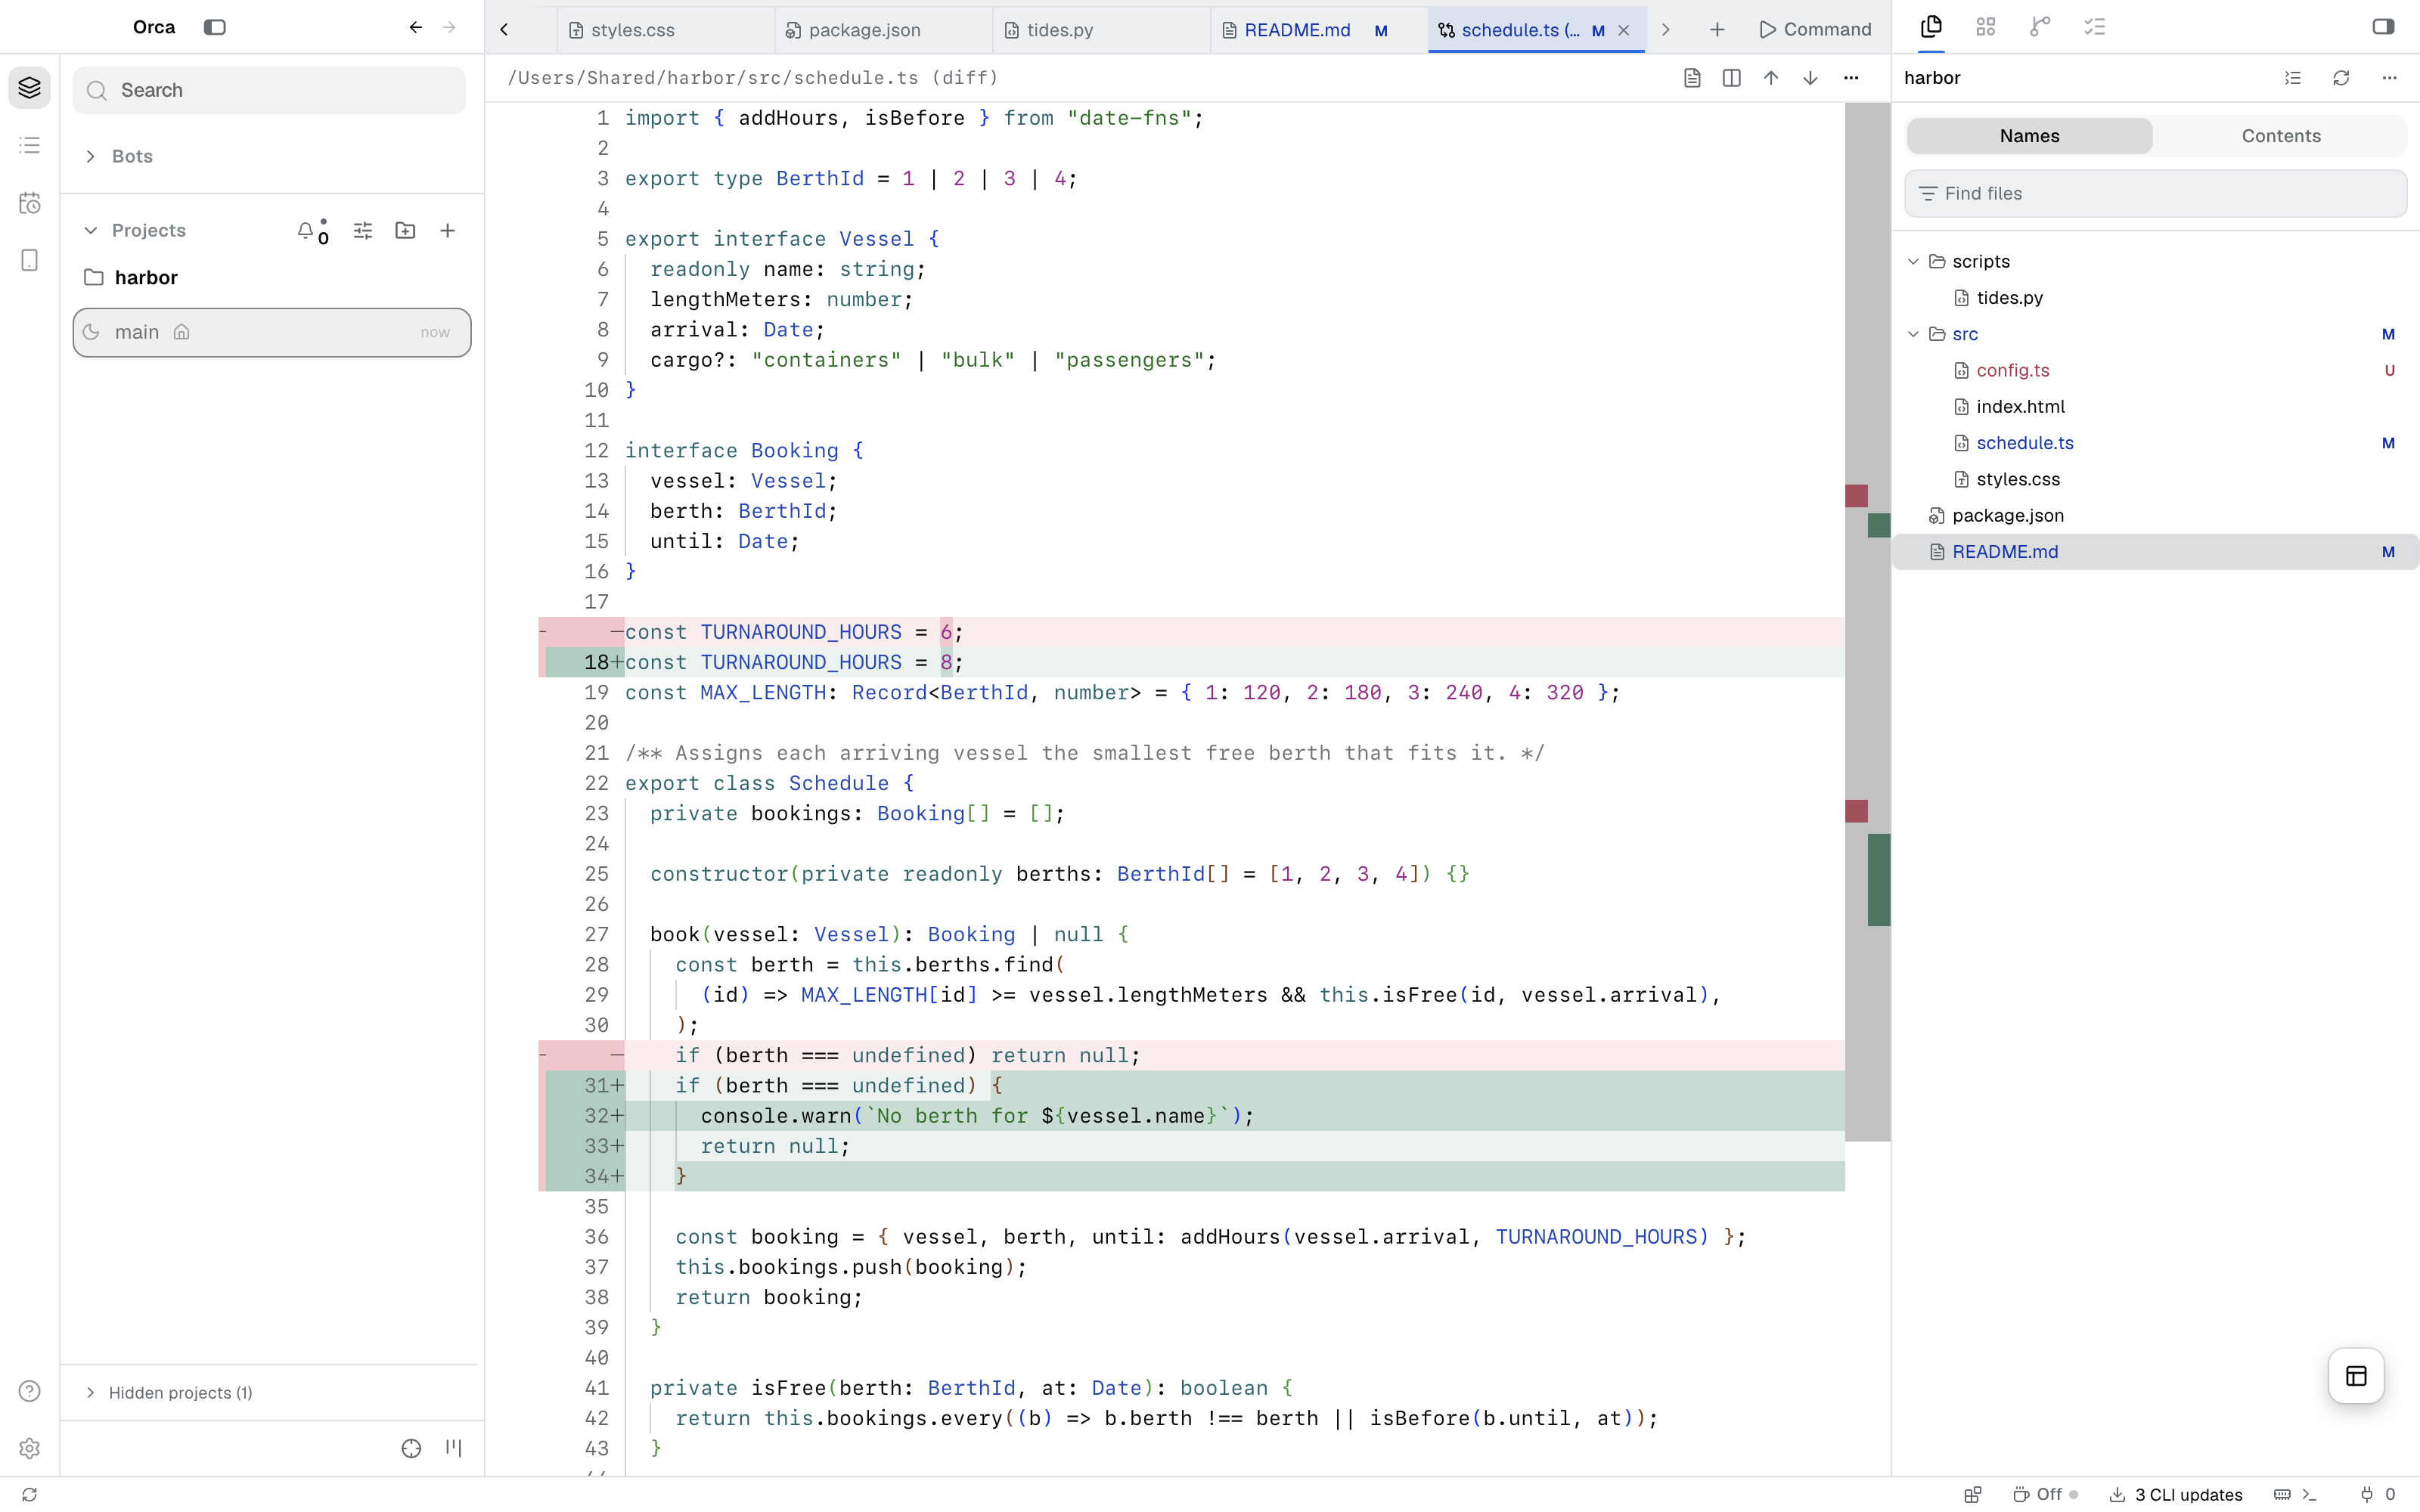 Orca
styles.css
package.json
tides.py
README.md M
schedule.ts (... M
Command
Search
Bots
Projects
0
harbor
main
now
Hidden projects (1)
/Users/Shared/harbor/src/schedule.ts (diff)
1 import { addHours, isBefore } from "date-fns";
2
3 export type BerthId = 1 | 2 | 3 | 4;
4
5 export interface Vessel {
6 readonly name: string;
7 lengthMeters: number;
8 arrival: Date;
9 cargo?: "containers" | "bulk" | "passengers";
10 }
11
12 interface Booking {
13 vessel: Vessel;
14 berth: BerthId;
15 until: Date;
16 }
17
- —const TURNAROUND_HOURS = 6;
18+const TURNAROUND_HOURS = 8;
19 const MAX_LENGTH: Record<BerthId, number> = { 1: 120, 2: 180, 3: 240, 4: 320 };
20
21 /** Assigns each arriving vessel the smallest free berth that fits it. */
22 export class Schedule {
23 private bookings: Booking[] = [];
24
25 constructor(private readonly berths: BerthId[] = [1, 2, 3, 4]) {}
26
27 book(vessel: Vessel): Booking | null {
28 const berth = this.berths.find(
29 (id) => MAX_LENGTH[id] >= vessel.lengthMeters && this.isFree(id, vessel.arrival),
30 );
- — if (berth === undefined) return null;
31+ if (berth === undefined) {
32+ console.warn(`No berth for ${vessel.name}`);
33+ return null;
34+ }
35
36 const booking = { vessel, berth, until: addHours(vessel.arrival, TURNAROUND_HOURS) };
37 this.bookings.push(booking);
38 return booking;
39 }
40
41 private isFree(berth: BerthId, at: Date): boolean {
42 return this.bookings.every((b) => b.berth !== berth || isBefore(b.until, at));
43 }
harbor
Names
Contents
Find files
scripts
tides.py
src M
config.ts U
index.html
schedule.ts M
styles.css
package.json
README.md M
Off
3 CLI updates
0